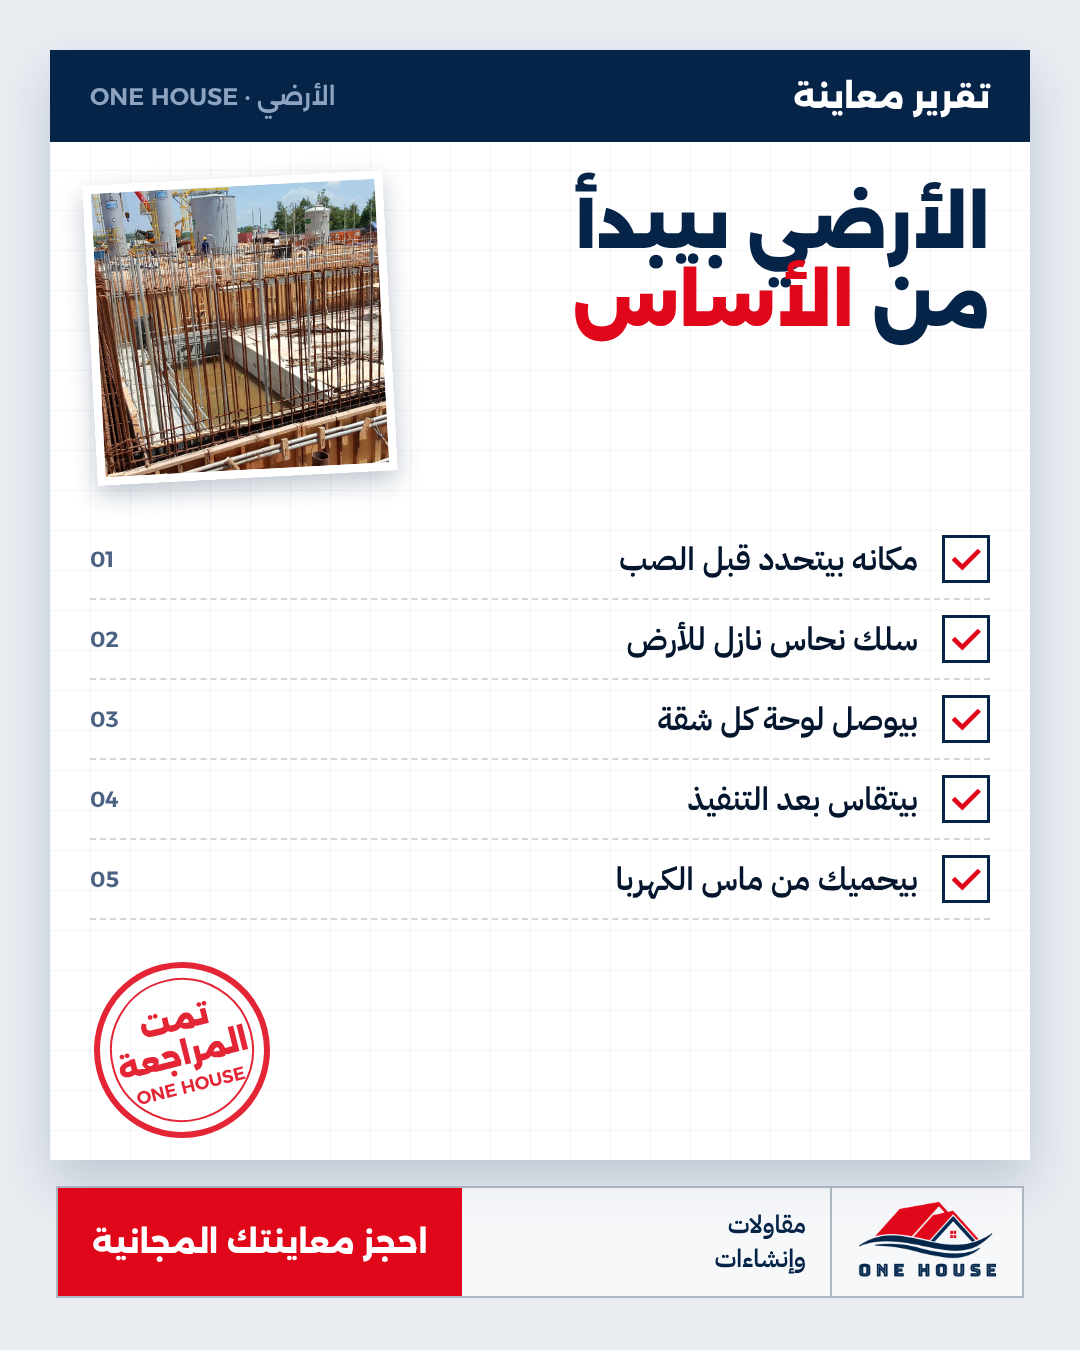 تقرير معاينة
الأرضي · ONE HOUSE
الأرضي بيبدأ
من الأساس
مكانه بيتحدد قبل الصب
01
سلك نحاس نازل للأرض
02
بيوصل لوحة كل شقة
03
بيتقاس بعد التنفيذ
04
بيحميك من ماس الكهربا
05
تمت
المراجعة
ONE HOUSE
ONE HOUSE
مقاولات
وإنشاءات
احجز معاينتك المجانية